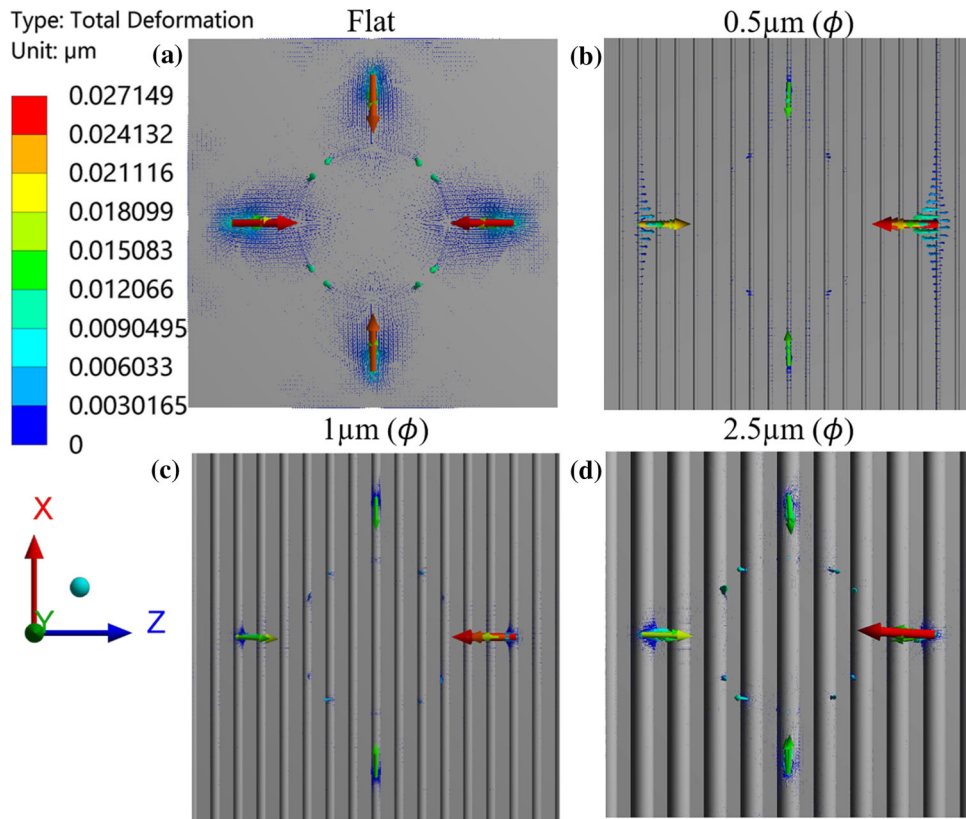 Type: Total Deformation
Unit: µm
0.027149
0.024132
0.021116
0.018099
0.015083
0.012066
0.0090495
0.006033
0.0030165
0
Flat
(a)
0.5µm (ϕ)
(b)
1µm (ϕ)
(c)
2.5µm (ϕ)
(d)
X
Y
Z